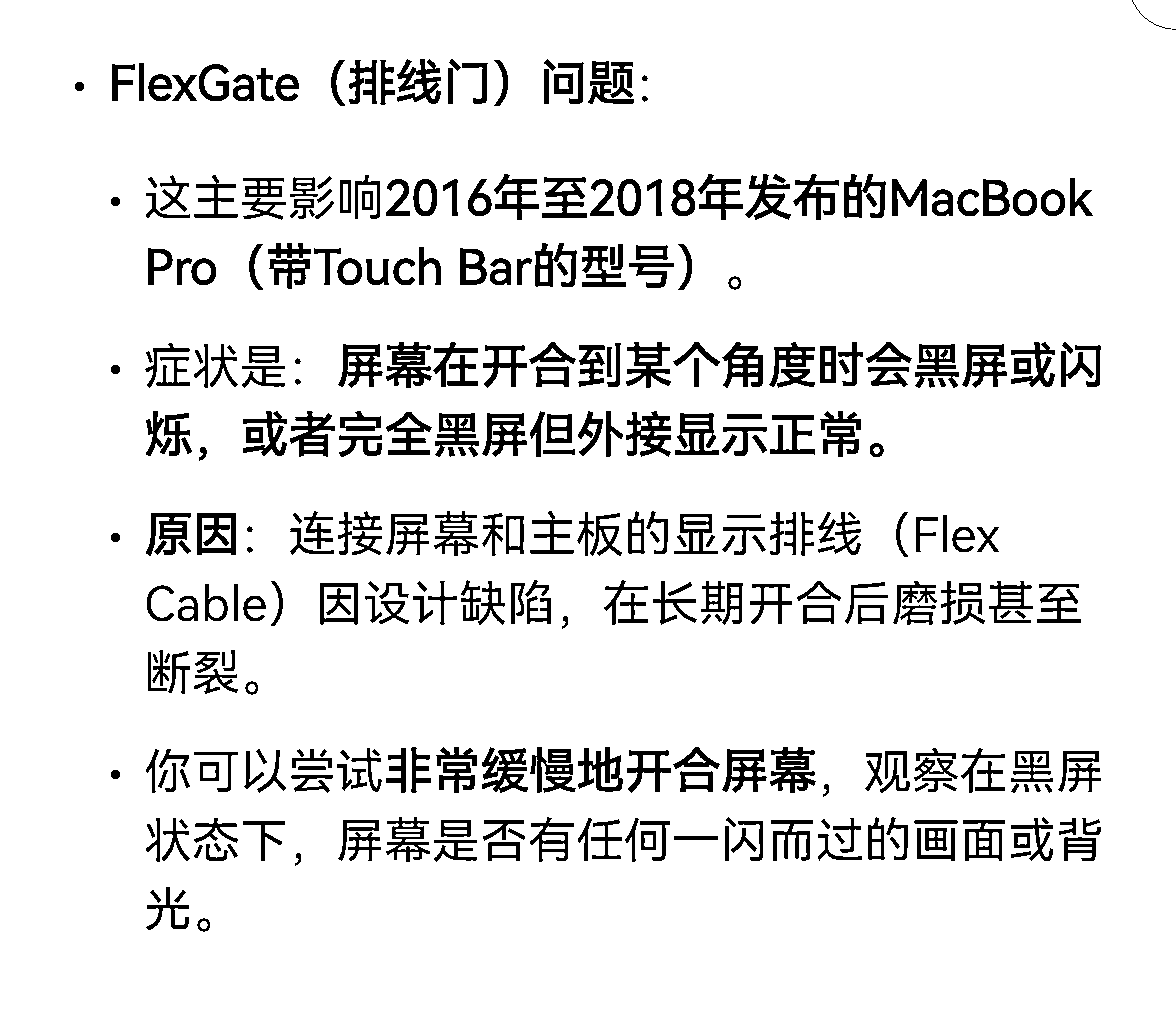 • FlexGate（排线门）问题：
• 这主要影响2016年至2018年发布的MacBook
Pro（带Touch Bar的型号）。
• 症状是：屏幕在开合到某个角度时会黑屏或闪
烁，或者完全黑屏但外接显示正常。
• 原因：连接屏幕和主板的显示排线（Flex
Cable）因设计缺陷，在长期开合后磨损甚至
断裂。
• 你可以尝试非常缓慢地开合屏幕，观察在黑屏
状态下，屏幕是否有任何一闪而过的画面或背
光。